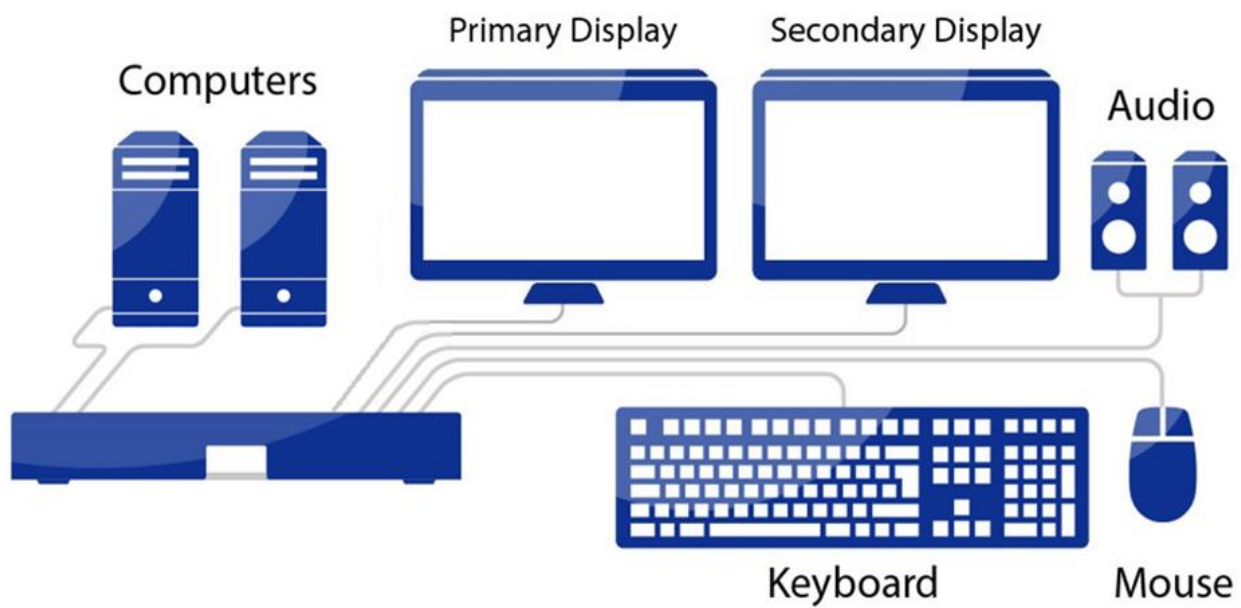 Primary Display
Secondary Display
Computers
Audio
Keyboard
Mouse